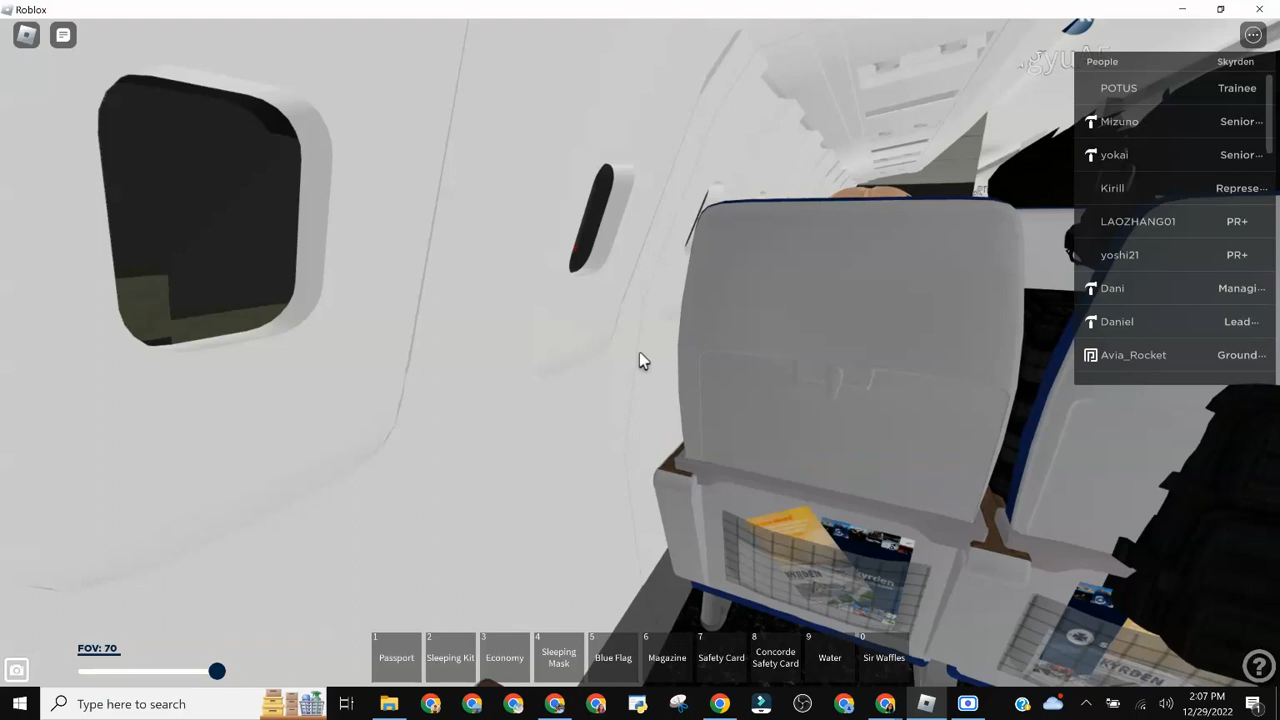 Roblox
People Skyrden
POTUS Trainee
Mizuno Senior...
yokai Senior...
Kirill Represe...
LAOZHANG01 PR+
yoshi21 PR+
Dani Managi...
Daniel Lead...
Avia_Rocket Ground...
FOV: 70
1 Passport
2 Sleeping Kit
3 Economy
4 Sleeping Mask
5 Blue Flag
6 Magazine
7 Safety Card
8 Concorde Safety Card
9 Water
0 Sir Waffles
Type here to search
2:07 PM
12/29/2022